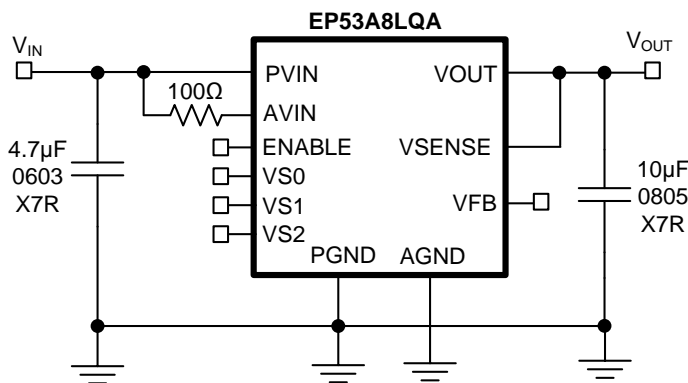 EP53A8LQA
VIN
VOUT
PVIN
VOUT
100Ω
AVIN
4.7µF
0603
X7R
ENABLE
VSENSE
VS0
VS1
VFB
VS2
10µF
0805
X7R
PGND
AGND